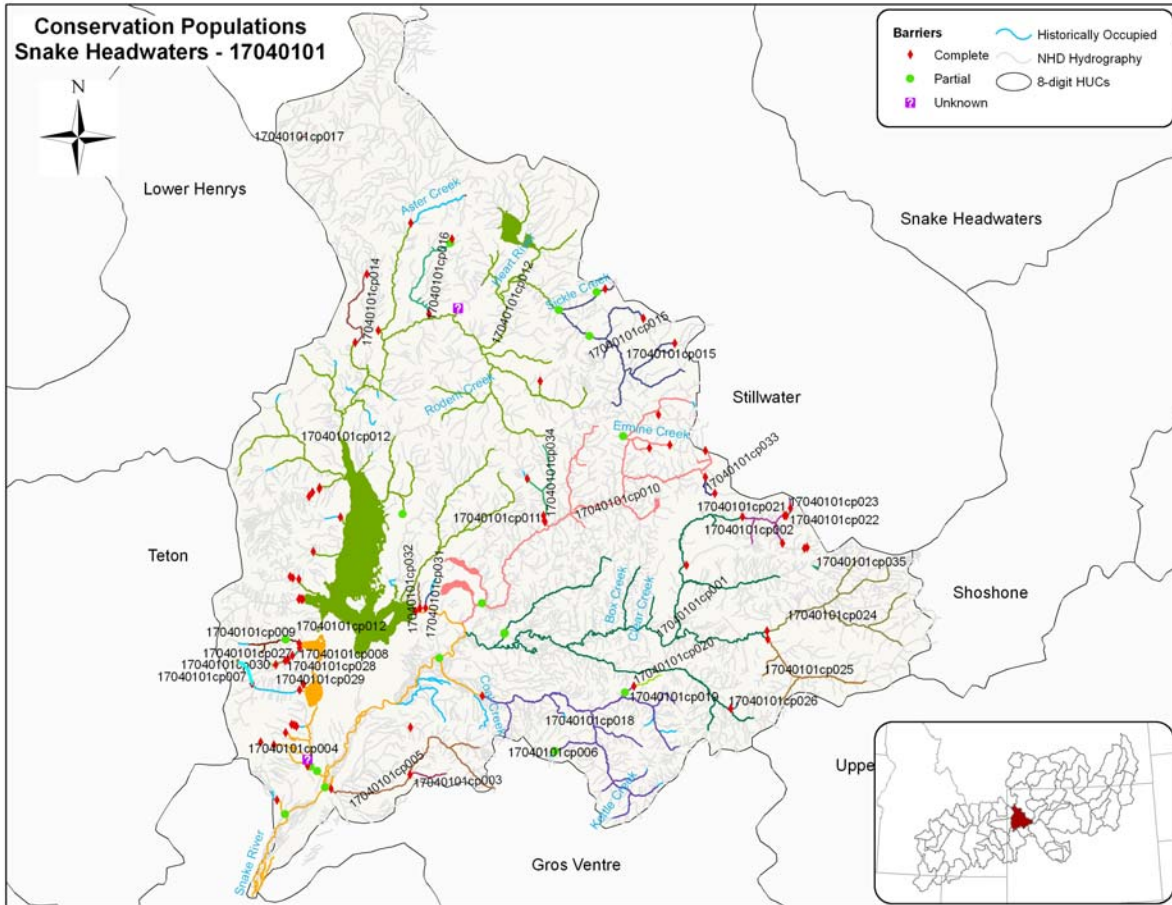 Conservation Populations
Snake Headwaters - 17040101
N
Barriers
Complete
Partial
Unknown
Historically Occupied
NHD Hydrography
8-digit HUCs
17040101cp017
Lower Henrys
Aster Creek
Snake Headwaters
17040101cp016
17040101cp014
Heart River
17040101cp012
Sickle Creek
17040101cp015
17040101cp015
Rodent Creek
Stillwater
Ermine Creek
17040101cp012
17040101cp034
17040101cp033
17040101cp010
17040101cp011
17040101cp021
17040101cp023
17040101cp022
17040101cp002
Teton
17040101cp032
17040101cp031
17040101cp035
Box Creek
Clear Creek
17040101cp001
Shoshone
17040101cp024
17040101cp012
17040101cp009
17040101cp008
17040101cp027
17040101cp028
17040101cp030
17040101cp029
17040101cp007
17040101cp020
17040101cp025
17040101cp019
17040101cp026
Cow Creek
17040101cp018
17040101cp004
17040101cp006
17040101cp005
17040101cp003
Kettle Creek
Upper
Snake River
Gros Ventre